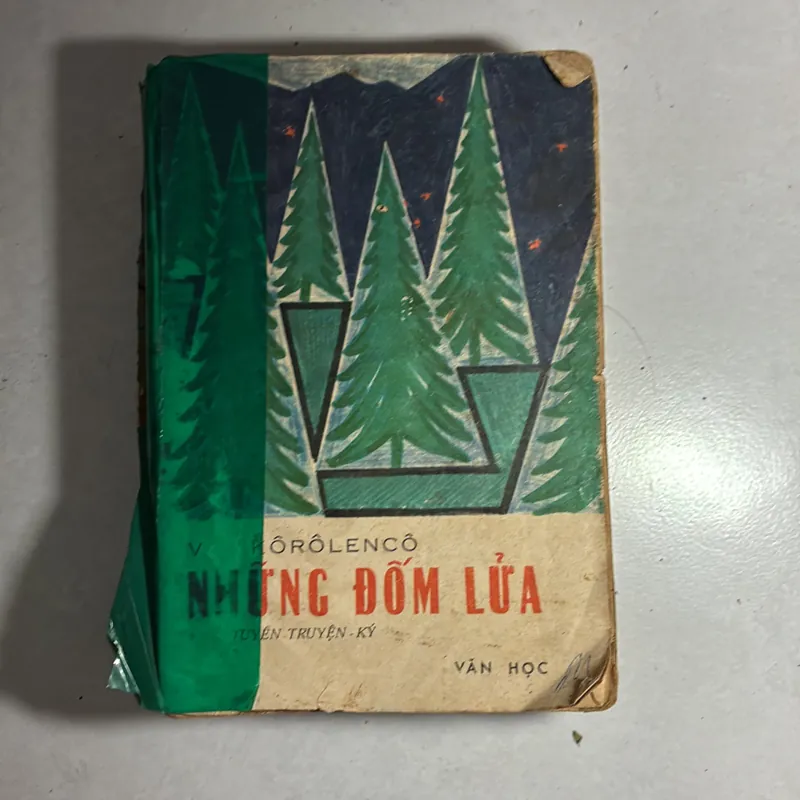 V. KÔRÔLENCÔ
NHỮNG ĐỐM LỬA
TUYỂN TRUYỆN - KÝ
VĂN HỌC